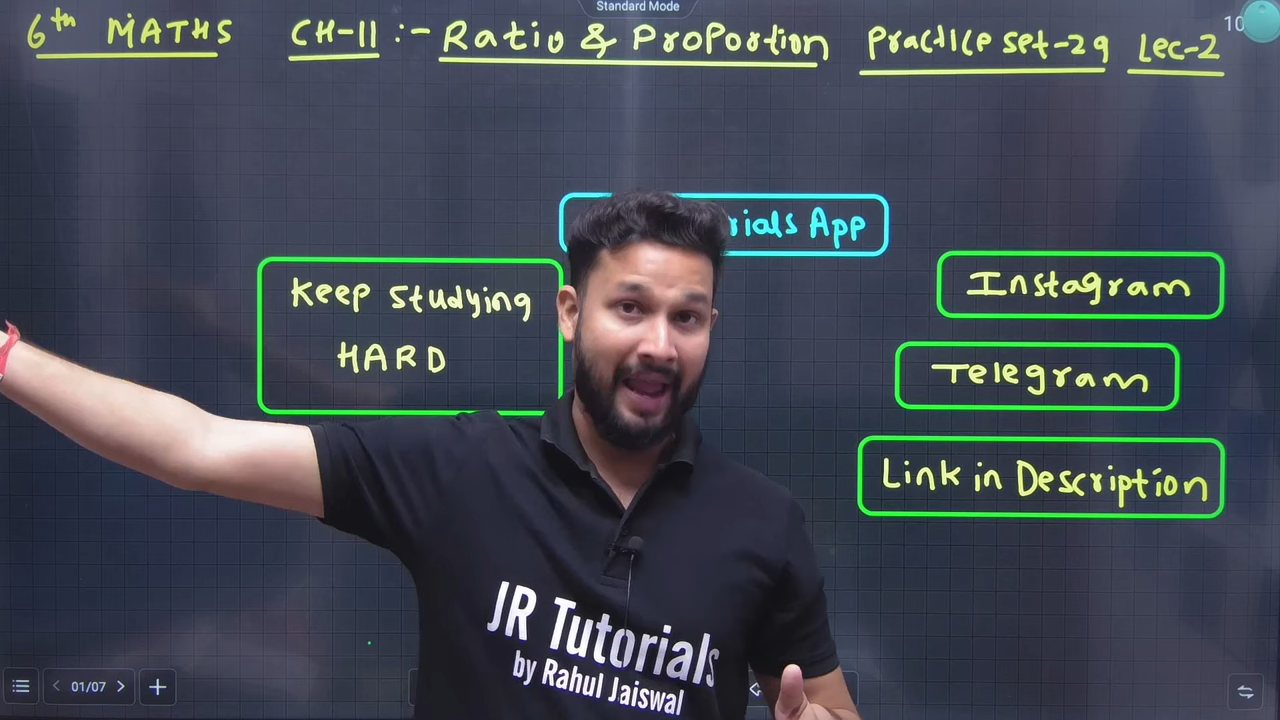 Standard Mode
6th MATHS CH-11 :- Ratio & Proportion Practice set-29 Lec-2
10
rials App
Keep studying
HARD
Instagram
Telegram
Link in Description
JR Tutorials
by Rahul Jaiswal
01/07